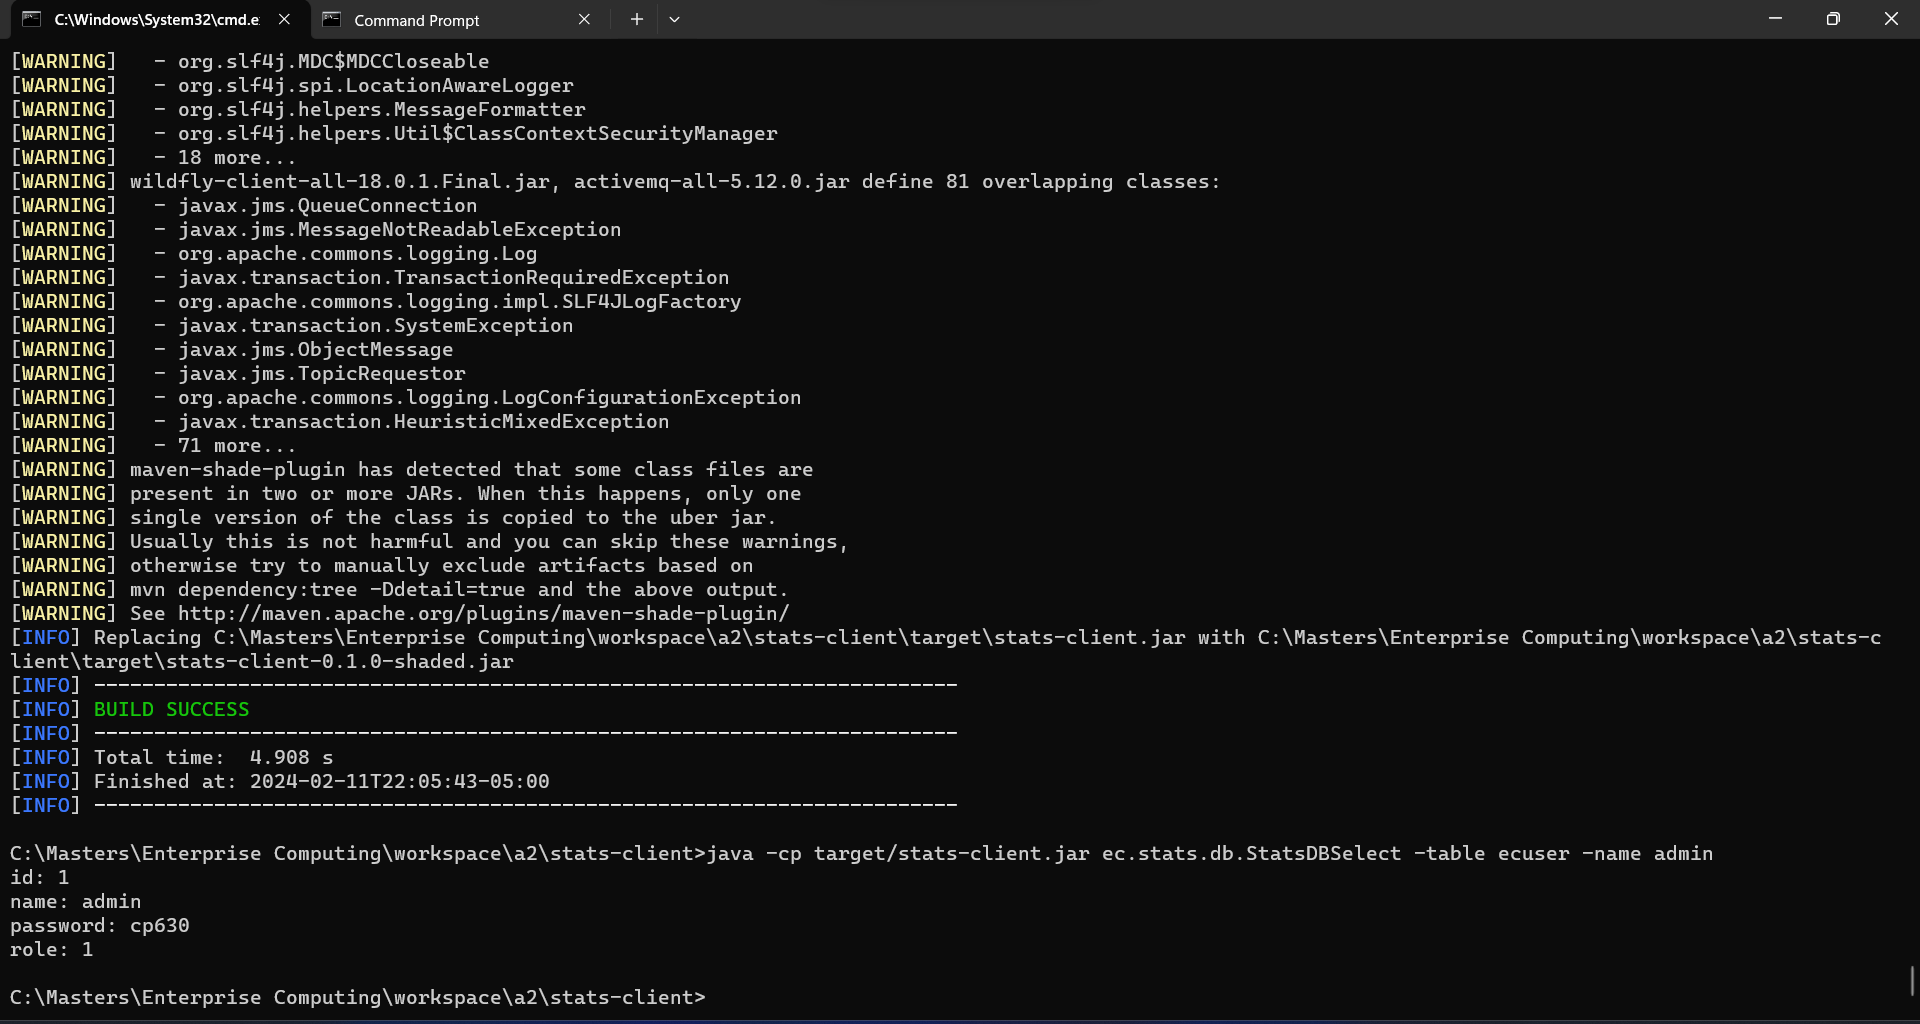 C:\Windows\System32\cmd.e
Command Prompt
[WARNING]   - org.slf4j.MDC$MDCCloseable
[WARNING]   - org.slf4j.spi.LocationAwareLogger
[WARNING]   - org.slf4j.helpers.MessageFormatter
[WARNING]   - org.slf4j.helpers.Util$ClassContextSecurityManager
[WARNING]   - 18 more...
[WARNING] wildfly-client-all-18.0.1.Final.jar, activemq-all-5.12.0.jar define 81 overlapping classes:
[WARNING]   - javax.jms.QueueConnection
[WARNING]   - javax.jms.MessageNotReadableException
[WARNING]   - org.apache.commons.logging.Log
[WARNING]   - javax.transaction.TransactionRequiredException
[WARNING]   - org.apache.commons.logging.impl.SLF4JLogFactory
[WARNING]   - javax.transaction.SystemException
[WARNING]   - javax.jms.ObjectMessage
[WARNING]   - javax.jms.TopicRequestor
[WARNING]   - org.apache.commons.logging.LogConfigurationException
[WARNING]   - javax.transaction.HeuristicMixedException
[WARNING]   - 71 more...
[WARNING] maven-shade-plugin has detected that some class files are
[WARNING] present in two or more JARs. When this happens, only one
[WARNING] single version of the class is copied to the uber jar.
[WARNING] Usually this is not harmful and you can skip these warnings,
[WARNING] otherwise try to manually exclude artifacts based on
[WARNING] mvn dependency:tree -Ddetail=true and the above output.
[WARNING] See http://maven.apache.org/plugins/maven-shade-plugin/
[INFO] Replacing C:\Masters\Enterprise Computing\workspace\a2\stats-client\target\stats-client.jar with C:\Masters\Enterprise Computing\workspace\a2\stats-c
lient\target\stats-client-0.1.0-shaded.jar
[INFO] ------------------------------------------------------------------------
[INFO] BUILD SUCCESS
[INFO] ------------------------------------------------------------------------
[INFO] Total time:  4.908 s
[INFO] Finished at: 2024-02-11T22:05:43-05:00
[INFO] ------------------------------------------------------------------------
C:\Masters\Enterprise Computing\workspace\a2\stats-client>java -cp target/stats-client.jar ec.stats.db.StatsDBSelect -table ecuser -name admin
id: 1
name: admin
password: cp630
role: 1
C:\Masters\Enterprise Computing\workspace\a2\stats-client>